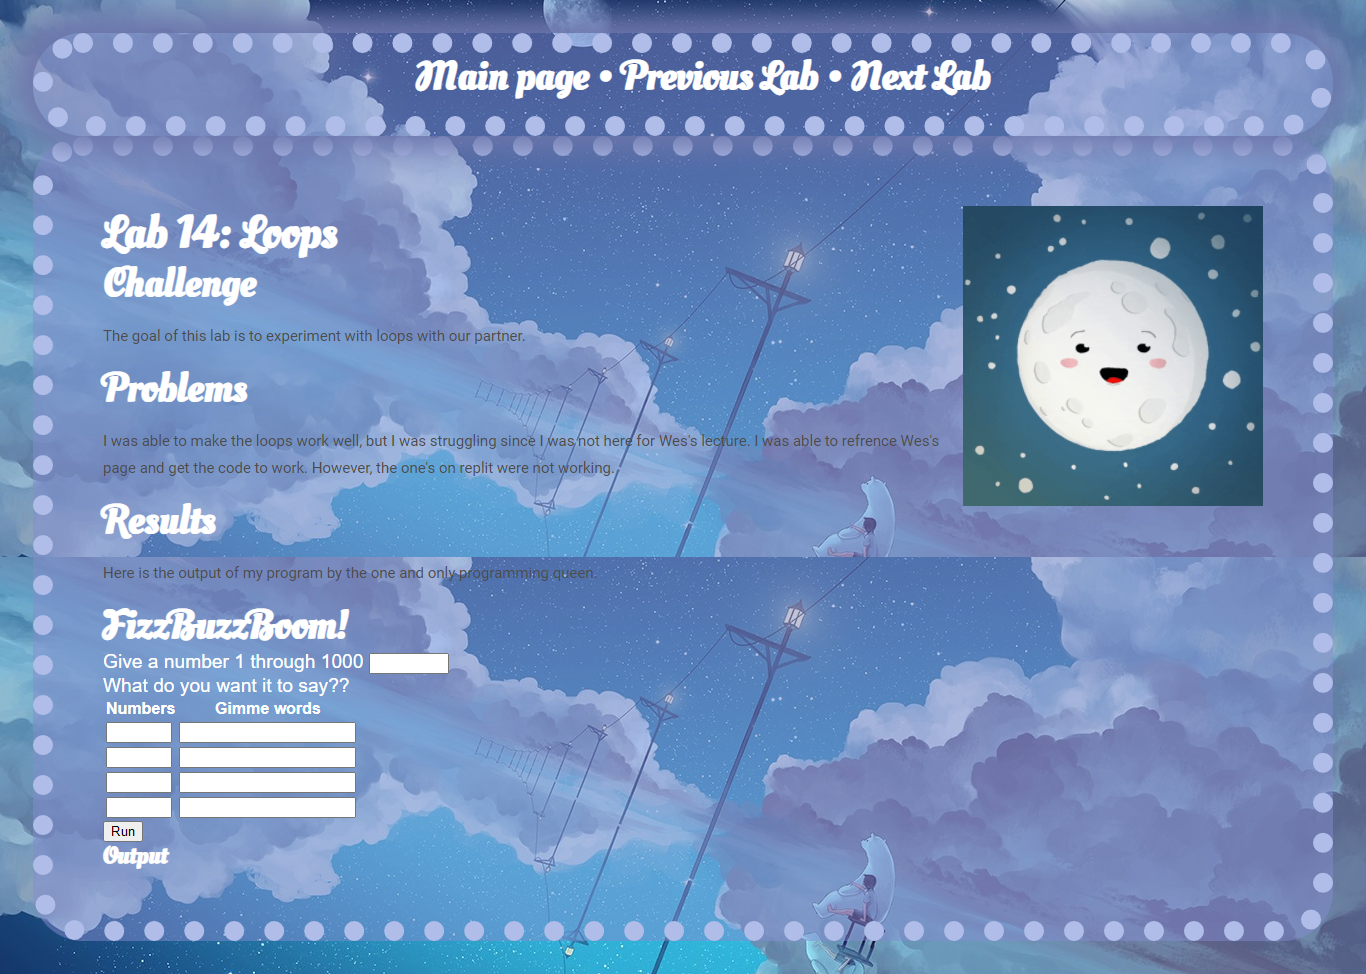 Main page • Previous Lab • Next Lab
Lab 14: Loops
Challenge
The goal of this lab is to experiment with loops with our partner.
Problems
I was able to make the loops work well, but I was struggling since I was not here for Wes's lecture. I was able to refrence Wes's
page and get the code to work. However, the one's on replit were not working.
Results
Here is the output of my program by the one and only programming queen.
FizzBuzzBoom!
Give a number 1 through 1000
What do you want it to say??
Numbers Gimme words
Run
Output